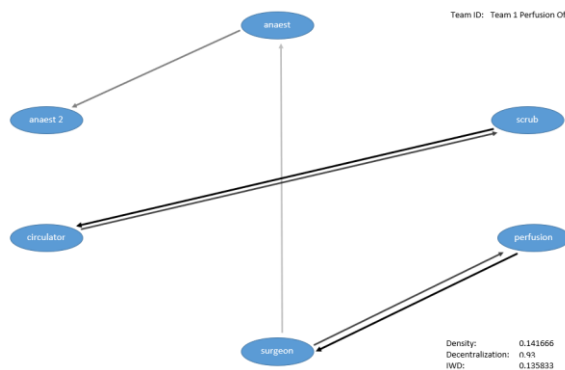 anaest
Team ID: Team 1 Perfusion Of
anaest 2
scrub
circulator
perfusion
surgeon
Density: 0.141666
Decentralization: 0.93
IWD: 0.135833